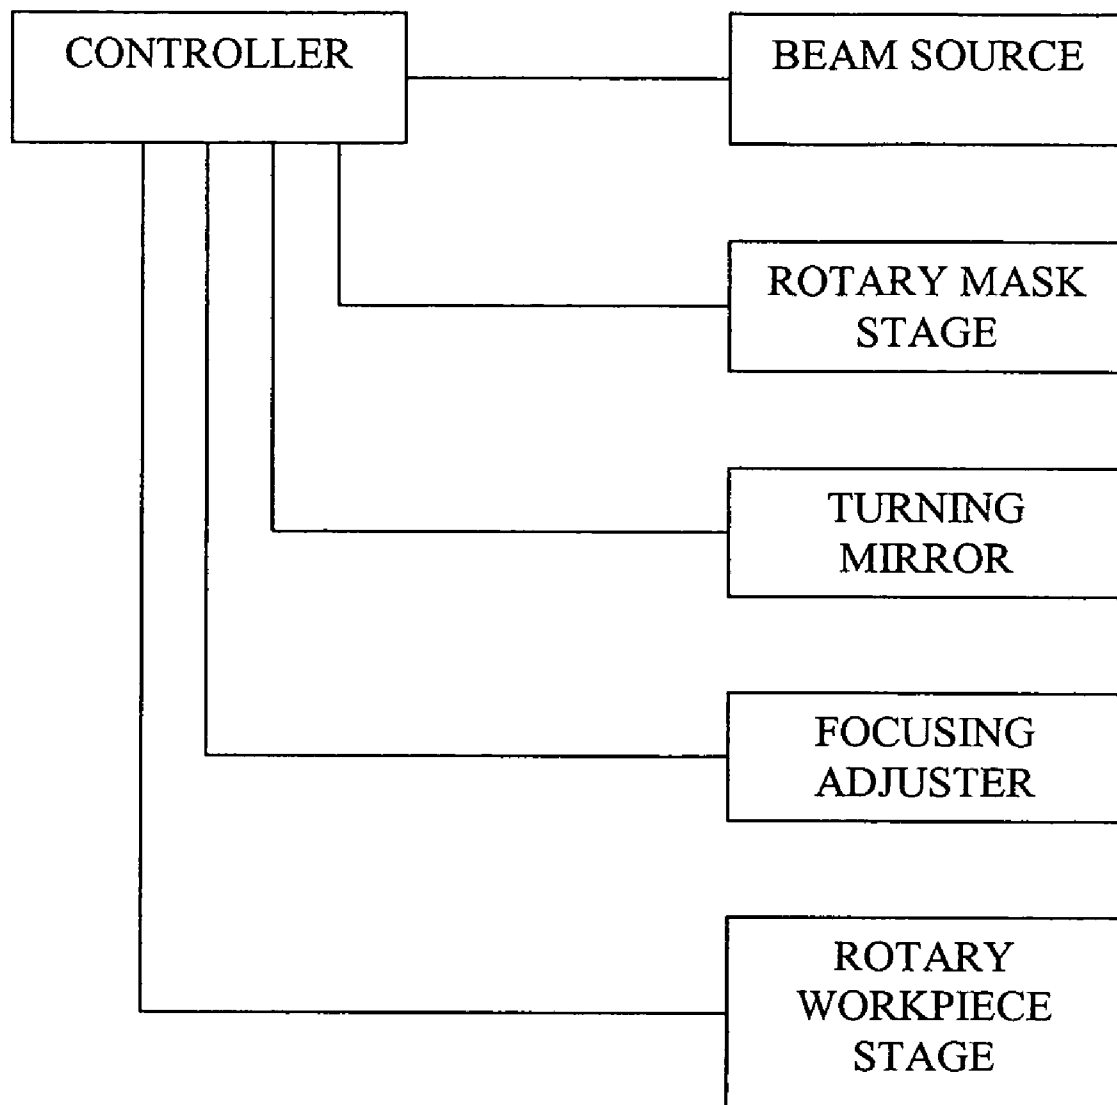 CONTROLLER
BEAM SOURCE
ROTARY MASK
STAGE
TURNING
MIRROR
FOCUSING
ADJUSTER
ROTARY
WORKPIECE
STAGE